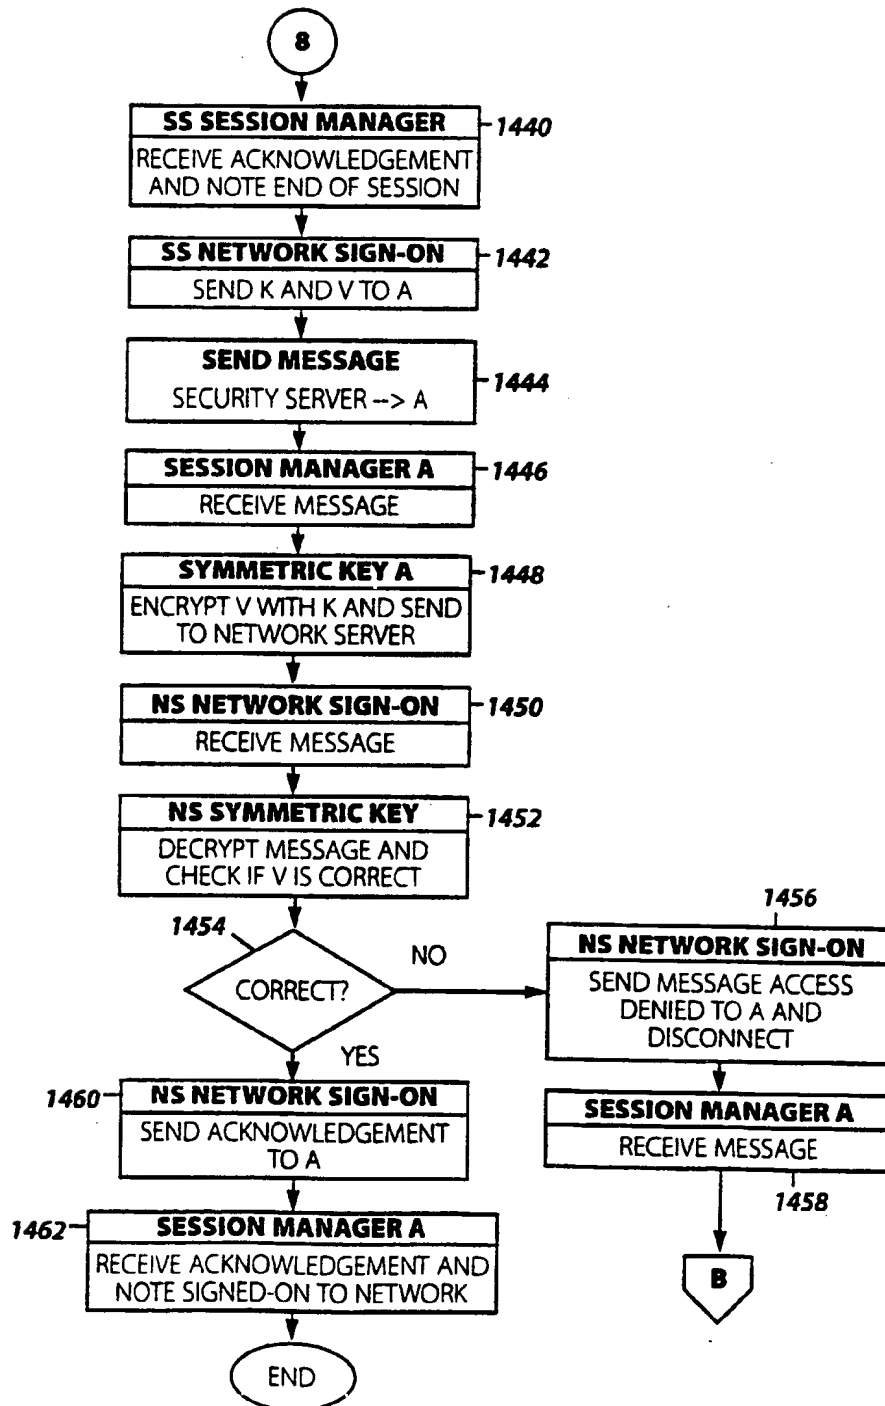 8
SS SESSION MANAGER
1440
RECEIVE ACKNOWLEDGEMENT
AND NOTE END OF SESSION
SS NETWORK SIGN-ON
1442
SEND K AND V TO A
SEND MESSAGE
SECURITY SERVER --> A
1444
SESSION MANAGER A
1446
RECEIVE MESSAGE
SYMMETRIC KEY A
1448
ENCRYPT V WITH K AND SEND
TO NETWORK SERVER
NS NETWORK SIGN-ON
1450
RECEIVE MESSAGE
NS SYMMETRIC KEY
1452
DECRYPT MESSAGE AND
CHECK IF V IS CORRECT
1454
CORRECT?
NO
YES
1456
NS NETWORK SIGN-ON
SEND MESSAGE ACCESS
DENIED TO A AND
DISCONNECT
SESSION MANAGER A
RECEIVE MESSAGE
1458
B
1460
NS NETWORK SIGN-ON
SEND ACKNOWLEDGEMENT
TO A
1462
SESSION MANAGER A
RECEIVE ACKNOWLEDGEMENT AND
NOTE SIGNED-ON TO NETWORK
END